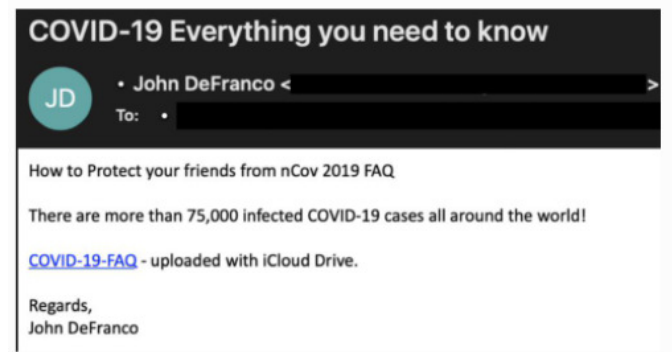 COVID-19 Everything you need to know
JD
• John DeFranco < >
To: •
How to Protect your friends from nCov 2019 FAQ
There are more than 75,000 infected COVID-19 cases all around the world!
COVID-19-FAQ - uploaded with iCloud Drive.
Regards,
John DeFranco